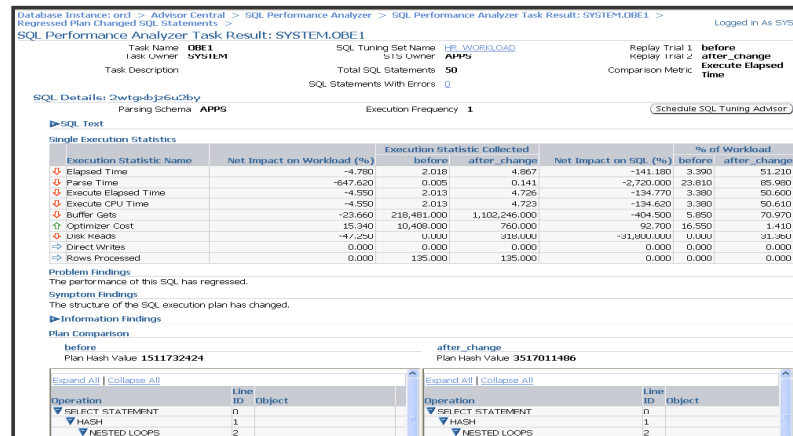 Database Instance: orcl > Advisor Central > SQL Performance Analyzer > SQL Performance Analyzer Task Result: SYSTEM.OBE1 >
Regressed Plan Changed SQL Statements > Logged in As SYS
SQL Performance Analyzer Task Result: SYSTEM.OBE1
Task Name OBE1 SQL Tuning Set Name HR_WORKLOAD Replay Trial 1 before
Task Owner SYSTEM STS Owner APPS Replay Trial 2 after_change
Task Description Total SQL Statements 50 Comparison Metric Execute Elapsed Time
SQL Statements With Errors 0
SQL Details: 2wtgxbjz6u2by
Parsing Schema APPS Execution Frequency 1 Schedule SQL Tuning Advisor
SQL Text
Single Execution Statistics
Execution Statistic Collected % of Workload
Execution Statistic Name Net Impact on Workload (%) before after_change Net Impact on SQL (%) before after_change
Elapsed Time -4.780 2.018 4.867 -141.180 3.390 51.210
Parse Time -647.620 0.005 0.141 -2,720.000 23.810 85.980
Execute Elapsed Time -4.550 2.013 4.726 -134.770 3.380 50.600
Execute CPU Time -4.550 2.013 4.723 -134.620 3.380 50.610
Buffer Gets -23.660 218,481.000 1,102,246.000 -404.500 5.850 70.970
Optimizer Cost 15.340 10,408.000 760.000 92.700 16.550 1.410
Disk Reads -47.250 0.000 318.000 -31,800.000 0.000 31.360
Direct Writes 0.000 0.000 0.000 0.000 0.000 0.000
Rows Processed 0.000 135.000 135.000 0.000 0.000 0.000
Problem Findings
The performance of this SQL has regressed.
Symptom Findings
The structure of the SQL execution plan has changed.
Information Findings
Plan Comparison
before after_change
Plan Hash Value 1511732424 Plan Hash Value 3517011486
Expand All | Collapse All Expand All | Collapse All
Operation Line ID Object Operation Line ID Object
SELECT STATEMENT 0 SELECT STATEMENT 0
HASH 1 HASH 1
NESTED LOOPS 2 NESTED LOOPS 2